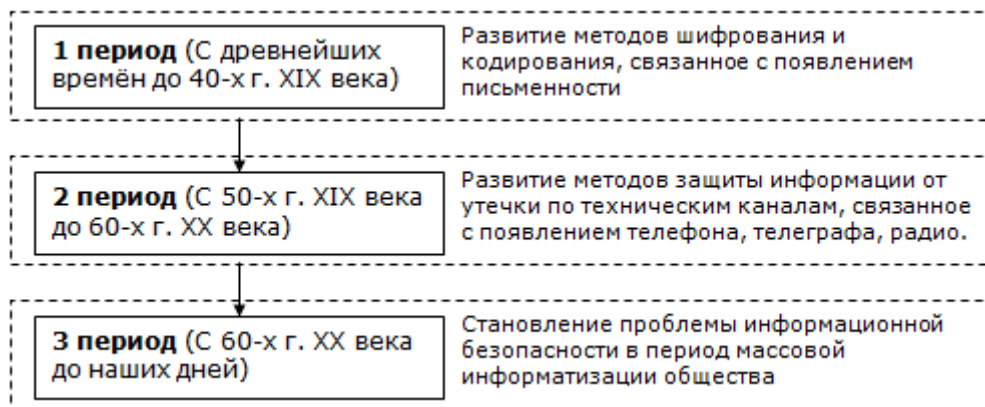 1 период (С древнейших
времён до 40-х г. XIX века)
Развитие методов шифрования и
кодирования, связанное с появлением
письменности
2 период (С 50-х г. XIX века
до 60-х г. XX века)
Развитие методов защиты информации от
утечки по техническим каналам, связанное
с появлением телефона, телеграфа, радио.
3 период (С 60-х г. XX века
до наших дней)
Становление проблемы информационной
безопасности в период массовой
информатизации общества